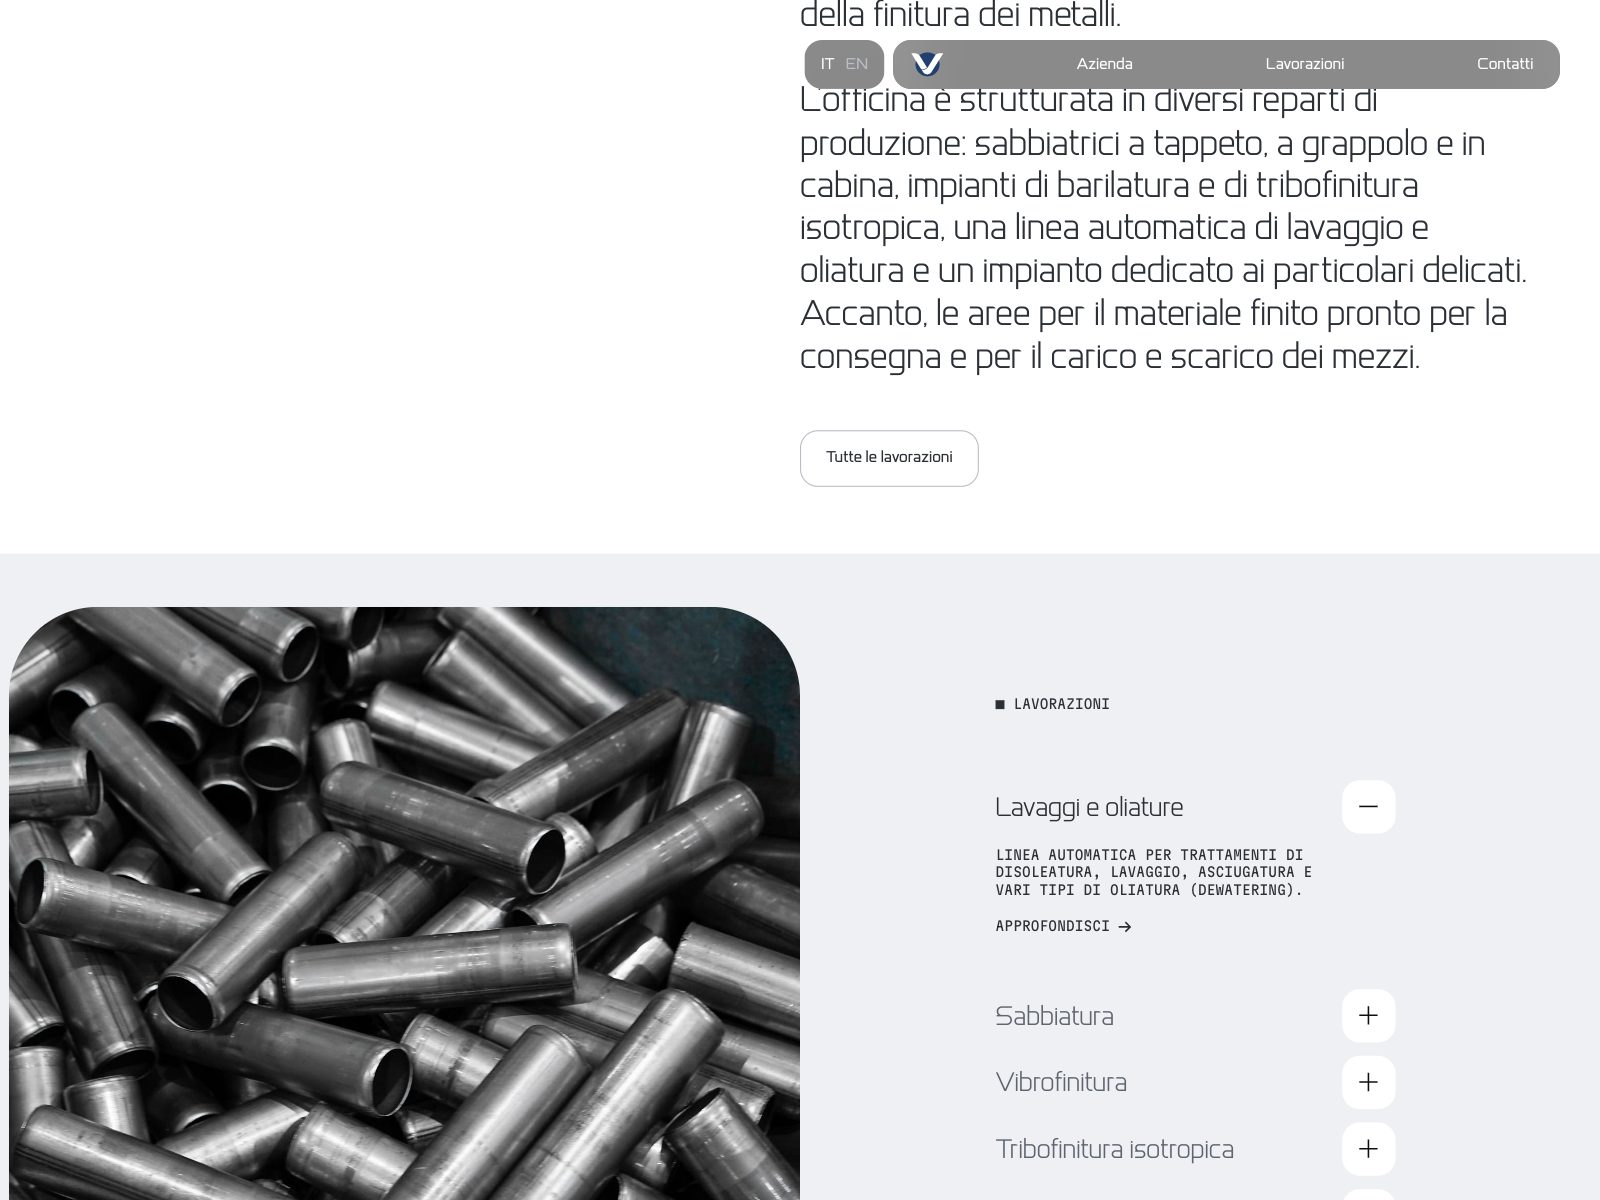 della finitura dei metalli.
IT EN
Azienda
Lavorazioni
Contatti
L'officina è strutturata in diversi reparti di
produzione: sabbiatrici a tappeto, a grappolo e in
cabina, impianti di barilatura e di tribofinitura
isotropica, una linea automatica di lavaggio e
oliatura e un impianto dedicato ai particolari delicati.
Accanto, le aree per il materiale finito pronto per la
consegna e per il carico e scarico dei mezzi.
Tutte le lavorazioni
LAVORAZIONI
Lavaggi e oliature
LINEA AUTOMATICA PER TRATTAMENTI DI
DISOLEATURA, LAVAGGIO, ASCIUGATURA E
VARI TIPI DI OLIATURA (DEWATERING).
APPROFONDISCI →
Sabbiatura
Vibrofinitura
Tribofinitura isotropica